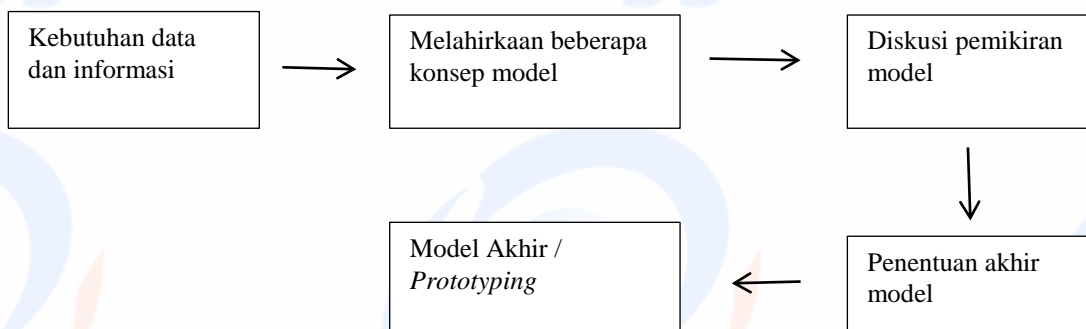 Kebutuhan data
dan informasi
Melahirkaan beberapa
konsep model
Diskusi pemikiran
model
Penentuan akhir
model
Model Akhir /
Prototyping